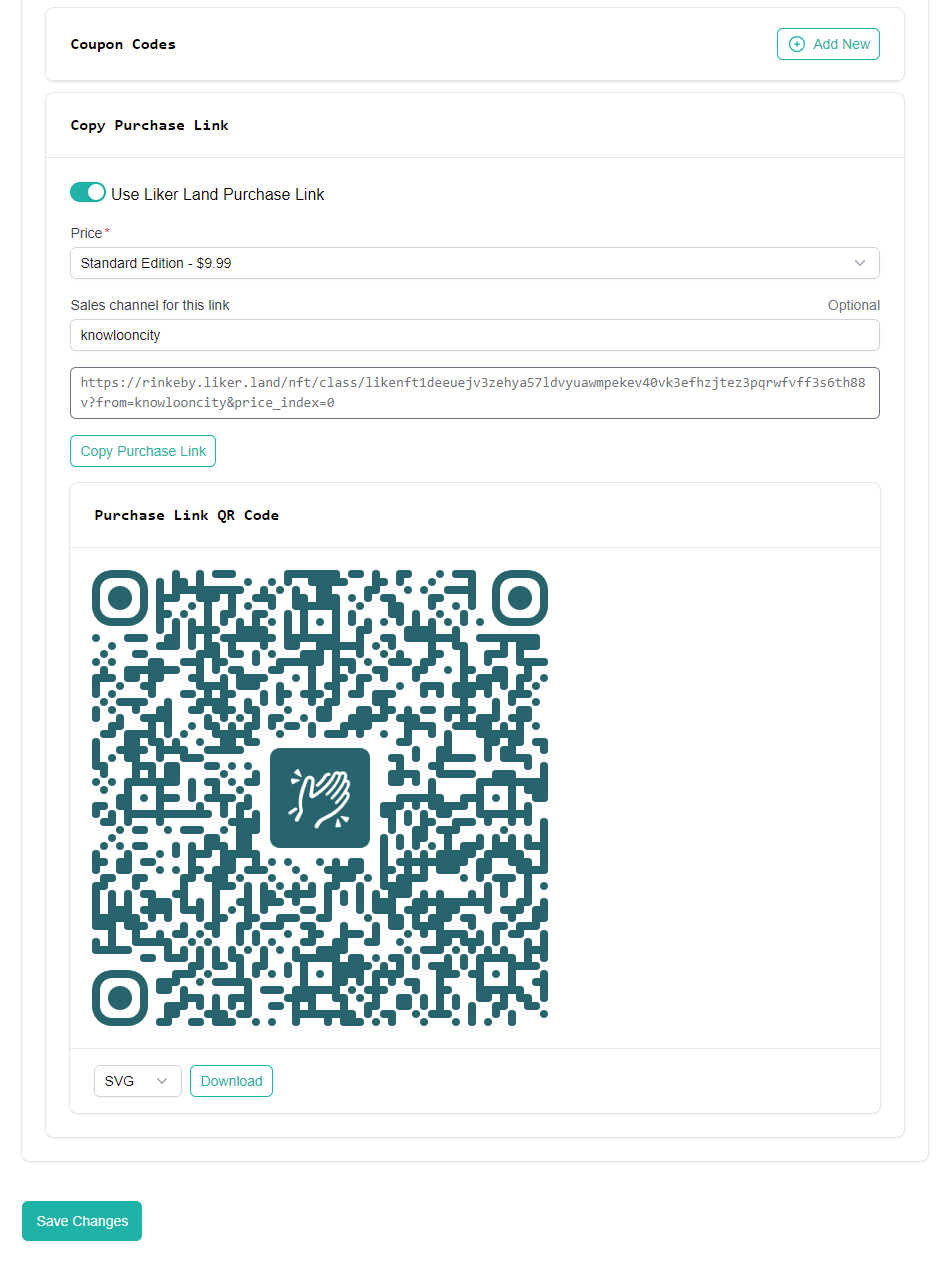 Coupon Codes
Add New
Copy Purchase Link
Use Liker Land Purchase Link
Price*
Standard Edition - $9.99
Sales channel for this link
Optional
knowlooncity
https://rinkeby.liker.land/nft/class/likenft1deeuejv3zehya57ldvyuawmpekev40vk3efhzjtez3pqrwfvff3s6th88
v?from=knowlooncity&price_index=0
Copy Purchase Link
Purchase Link QR Code
SVG
Download
Save Changes